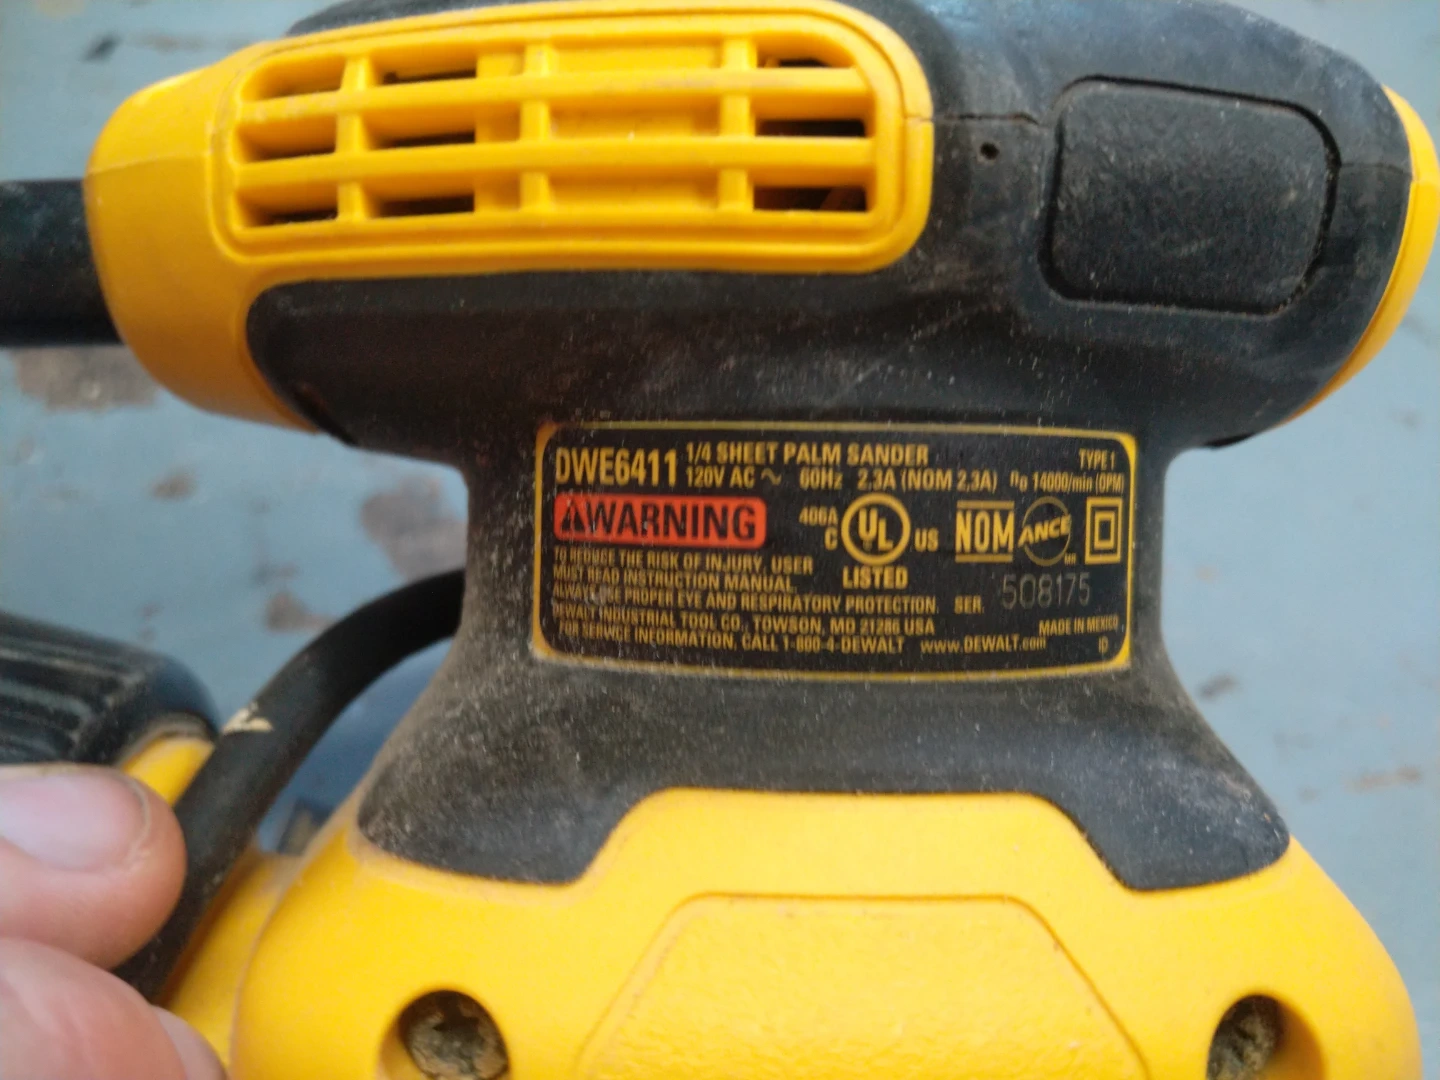 DWE6411 1/4 SHEET PALM SANDER TYPE 1
120V AC ~ 60Hz 2.3A (NOM 2,3A) no 14000/min (OPM)
WARNING
406A
C UL US
LISTED
NOM ANCE MR
TO REDUCE THE RISK OF INJURY, USER
MUST READ INSTRUCTION MANUAL.
ALWAYS USE PROPER EYE AND RESPIRATORY PROTECTION.
SER. 508175
DEWALT INDUSTRIAL TOOL CO., TOWSON, MD 21286 USA
MADE IN MEXICO
FOR SERVICE INFORMATION, CALL 1-800-4-DEWALT www.DEWALT.com
ID